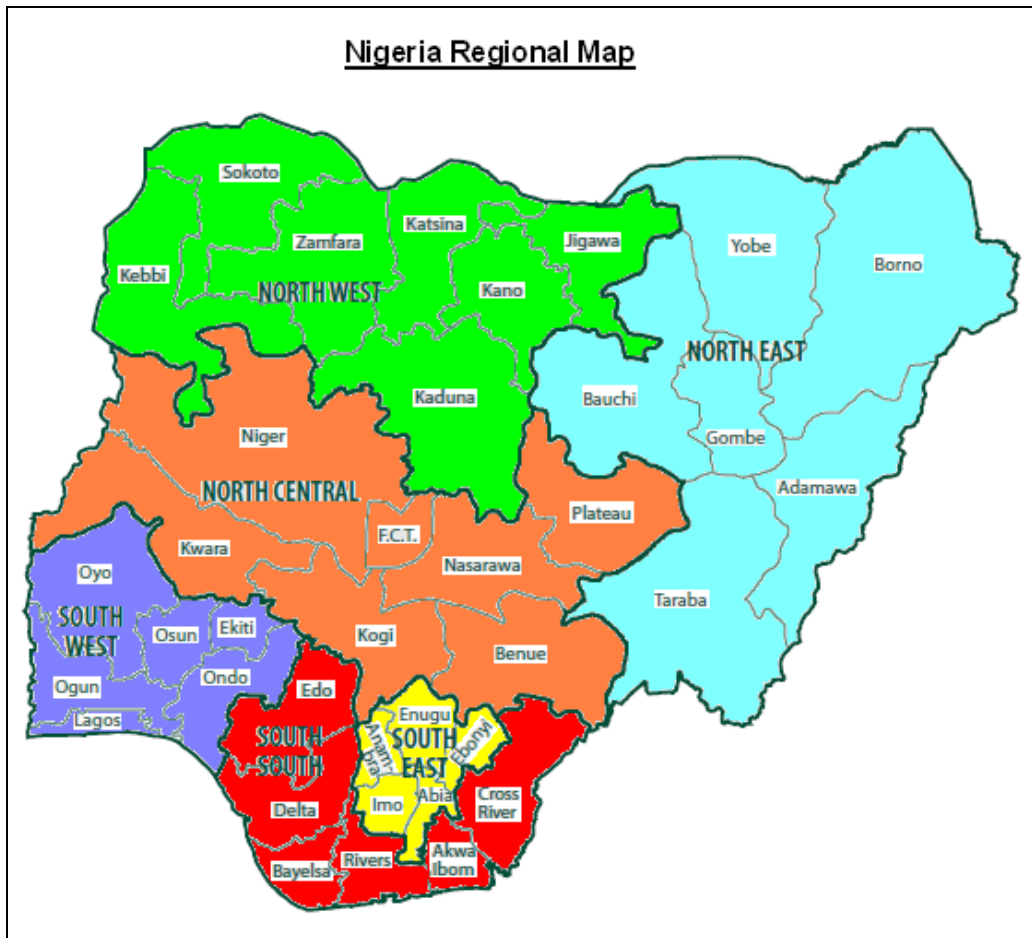 Nigeria Regional Map
Sokoto
Katsina
Zamfara
Jigawa
Yobe
Borno
Kebbi
NORTH WEST
Kano
NORTH EAST
Kaduna
Bauchi
Niger
Gombe
NORTH CENTRAL
Adamawa
Plateau
F.C.T.
Kwara
Nasarawa
Oyo
Taraba
SOUTH
WEST
Osun
Ekiti
Kogi
Benue
Ogun
Ondo
Edo
Lagos
Enugu
Anam-
bra
Ebonyi
SOUTH
SOUTH
SOUTH
EAST
Delta
Imo
Abia
Cross
River
Bayelsa
Rivers
Akwa
Ibom